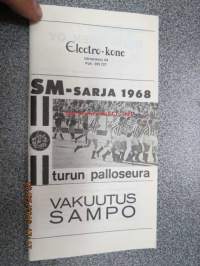 Electro-kone
SM-SARJA 1968
turun palloseura
VAKUUTUS
SAMPO